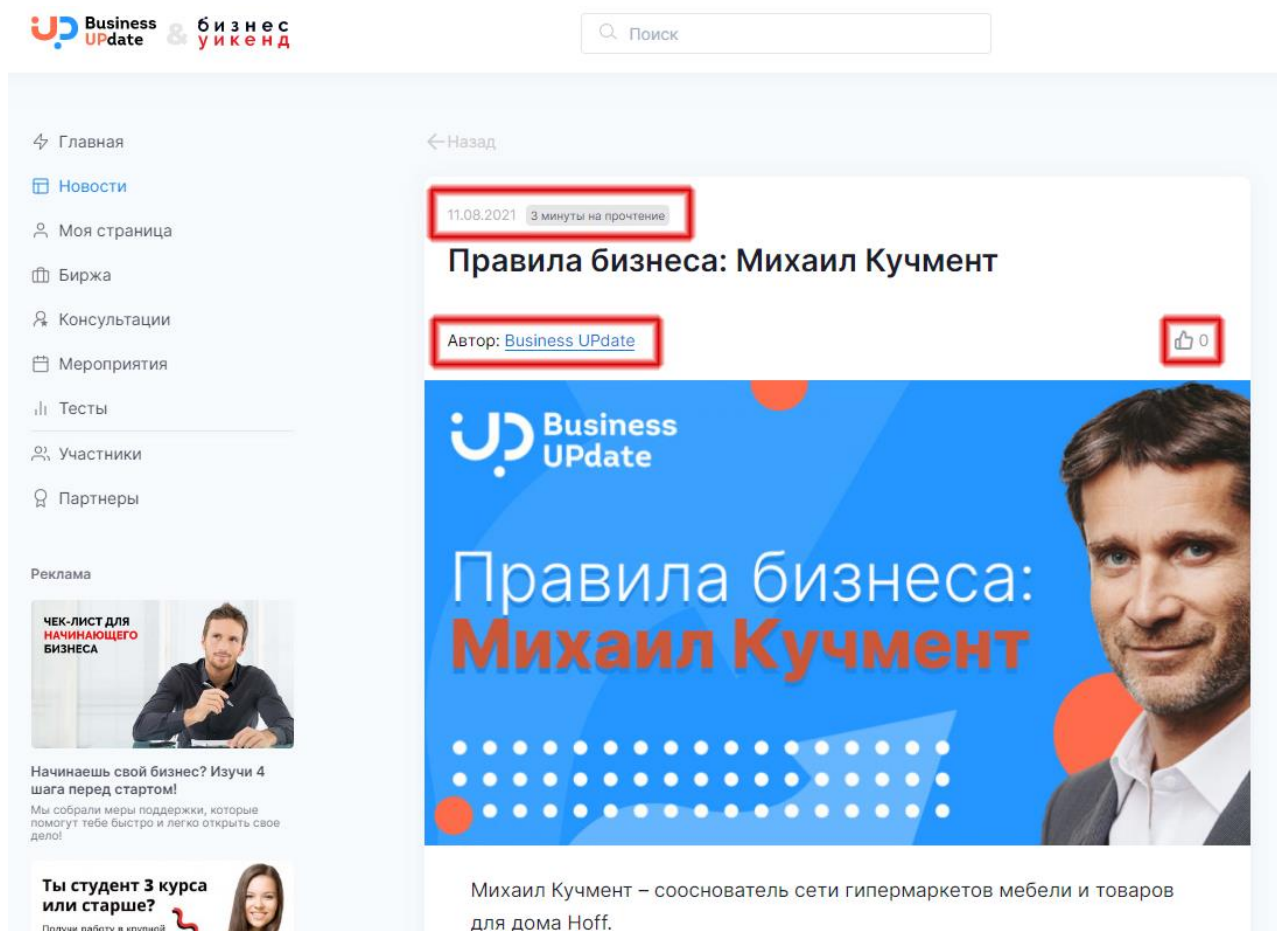 Business
UPdate
&
бизнес
уикенд
Поиск
Главная
Новости
Моя страница
Биржа
Консультации
Мероприятия
Тесты
Участники
Партнеры
Реклама
ЧЕК-ЛИСТ ДЛЯ
НАЧИНАЮЩЕГО
БИЗНЕСА
Начинаешь свой бизнес? Изучи 4
шага перед стартом!
Мы собрали меры поддержки, которые
помогут тебе быстро и легко открыть свое
дело!
Ты студент 3 курса
или старше?
Получи работу в крупной
Назад
11.08.2021 3 минуты на прочтение
Правила бизнеса: Михаил Кучмент
Автор: Business UPdate
0
Business
UPdate
Правила бизнеса:
Михаил Кучмент
Михаил Кучмент – сооснователь сети гипермаркетов мебели и товаров
для дома Hoff.